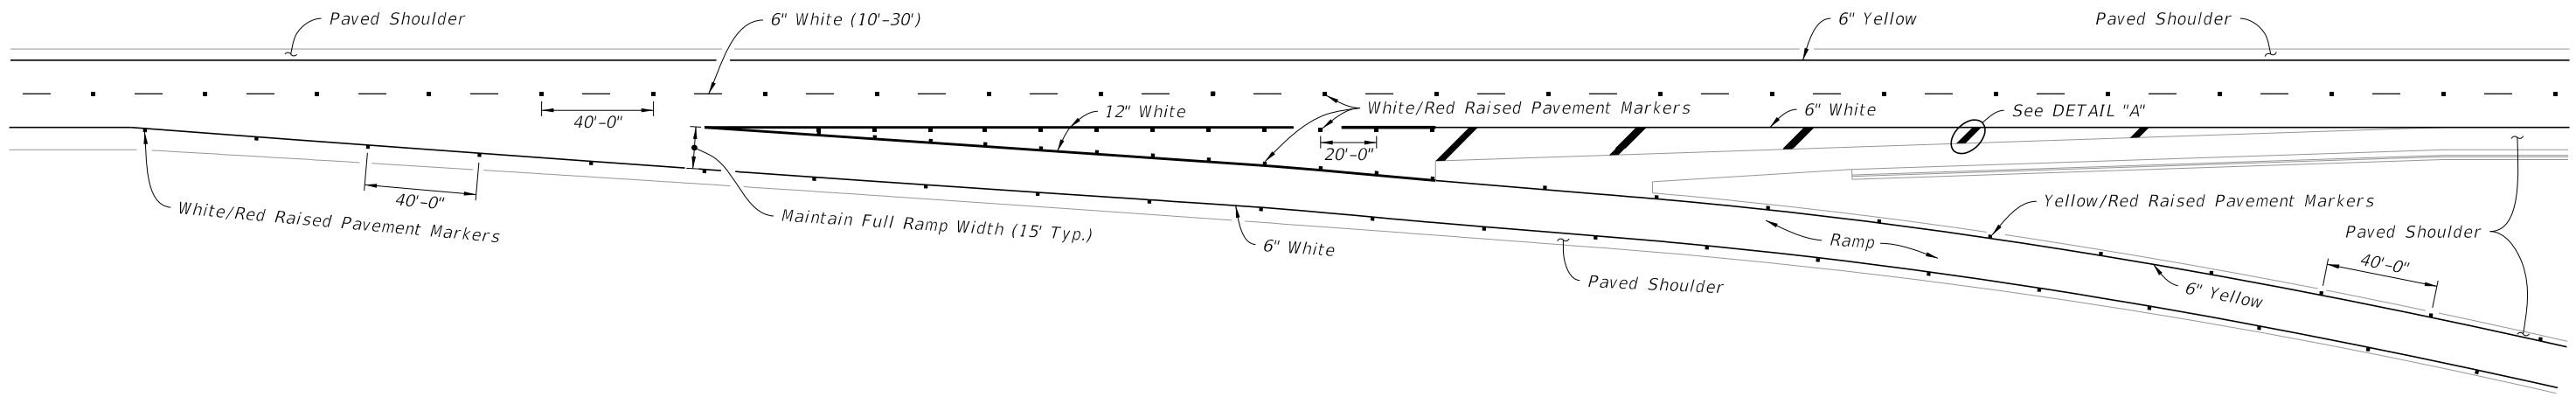 Paved Shoulder
6" White (10'-30')
6" Yellow
Paved Shoulder
40'-0"
12" White
White/Red Raised Pavement Markers
6" White
See DETAIL "A"
20'-0"
40'-0"
White/Red Raised Pavement Markers
Maintain Full Ramp Width (15' Typ.)
6" White
Paved Shoulder
Ramp
Yellow/Red Raised Pavement Markers
Paved Shoulder
40'-0"
6" Yellow